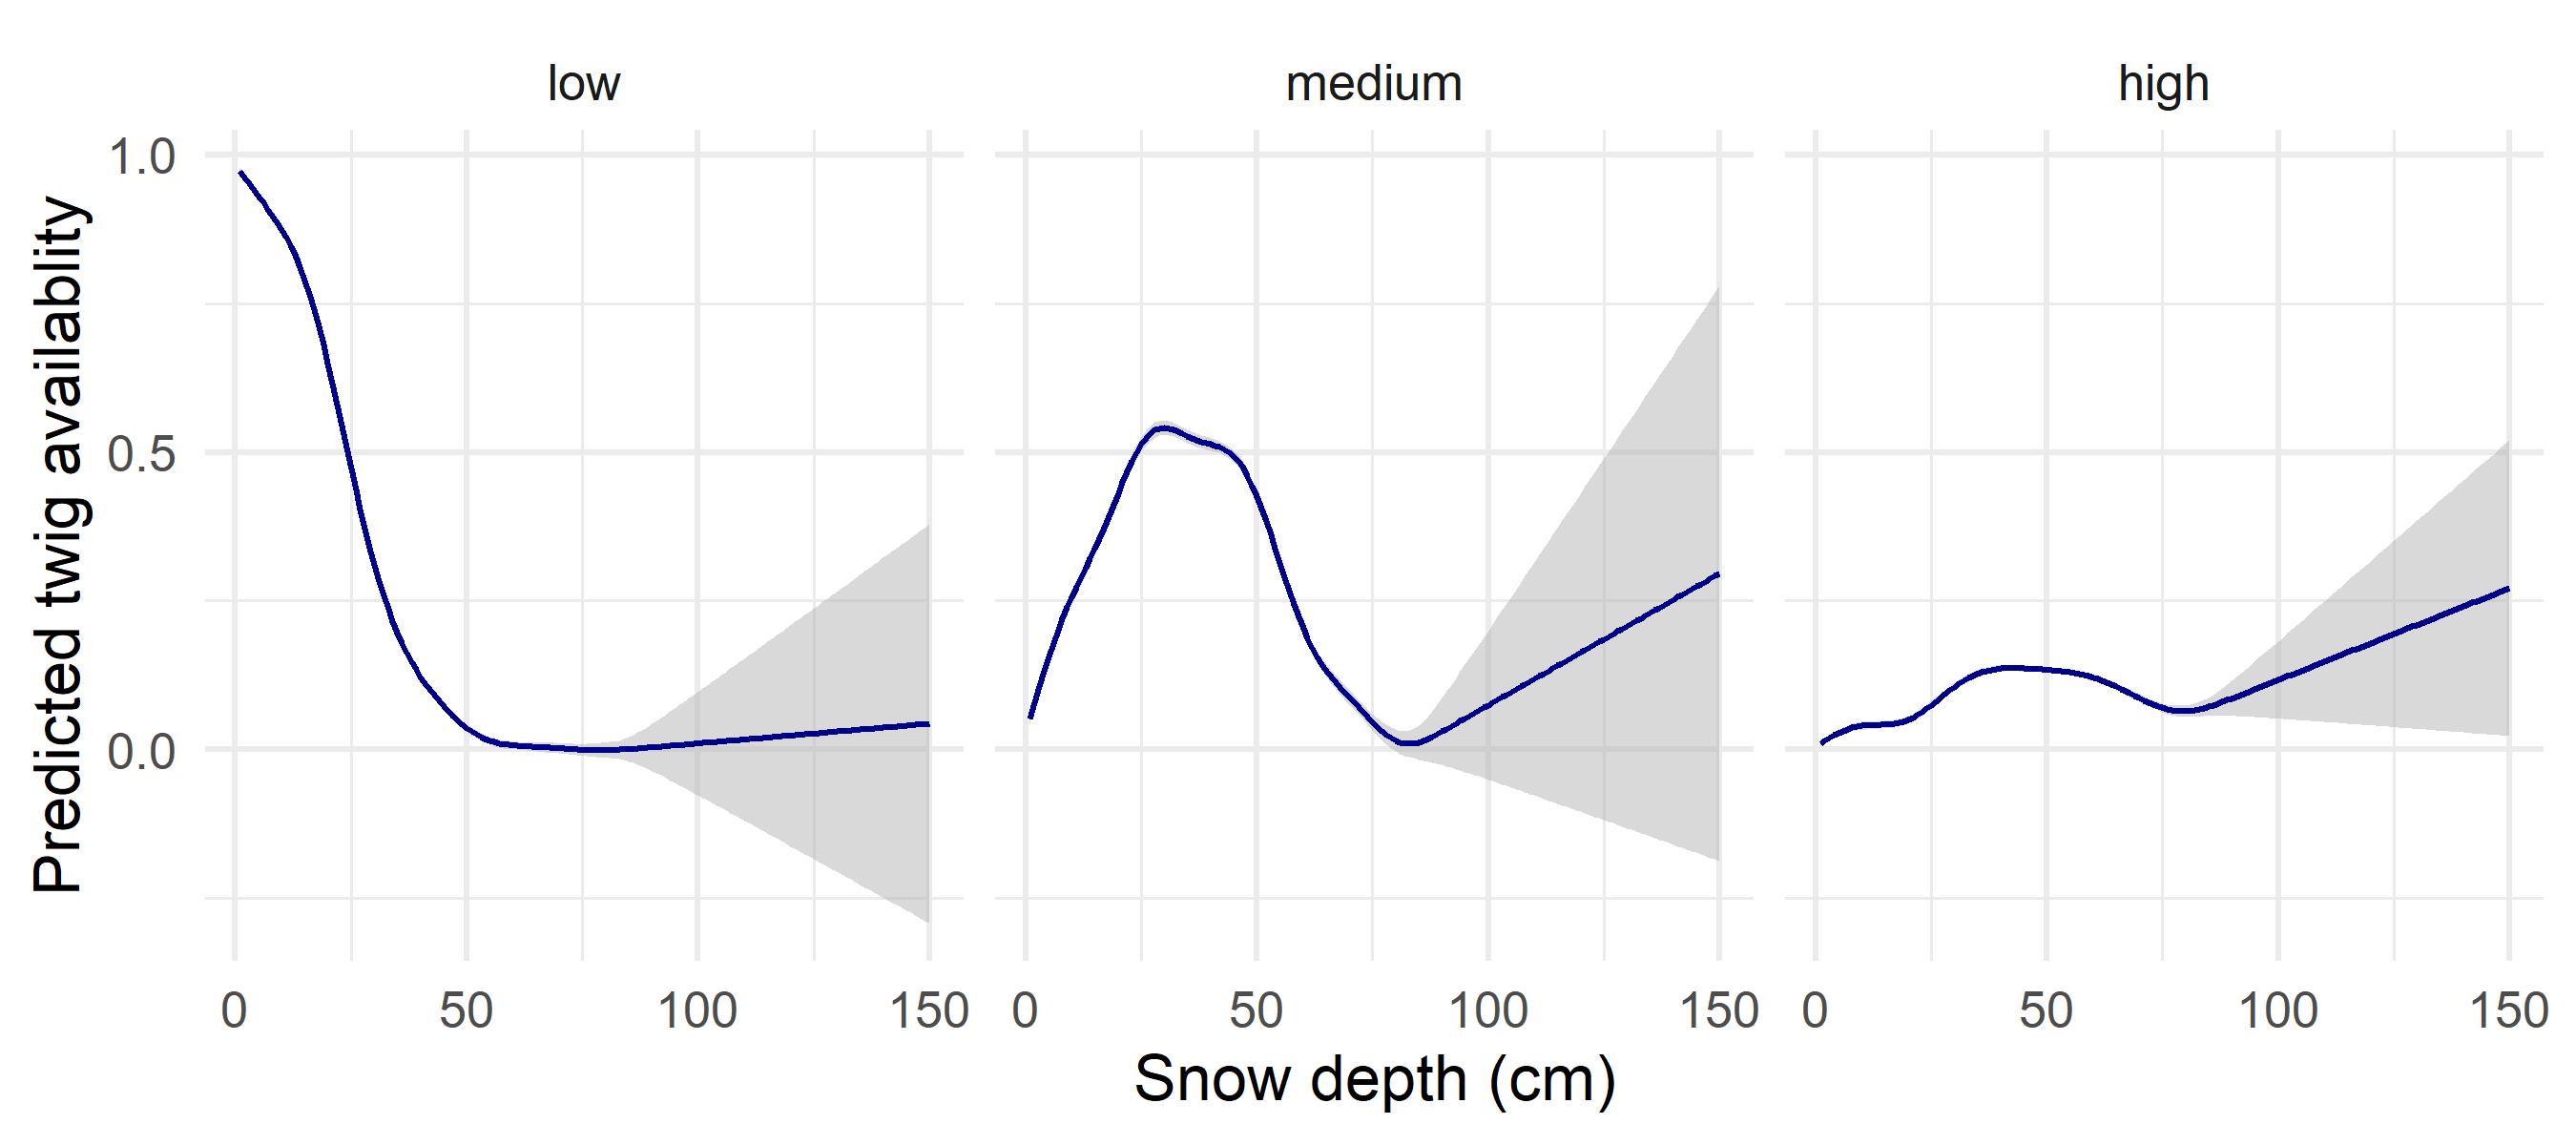 low medium high
1.0
0.5
0.0
Predicted twig availablity
0 50 100 150 0 50 100 150 0 50 100 150
Snow depth (cm)